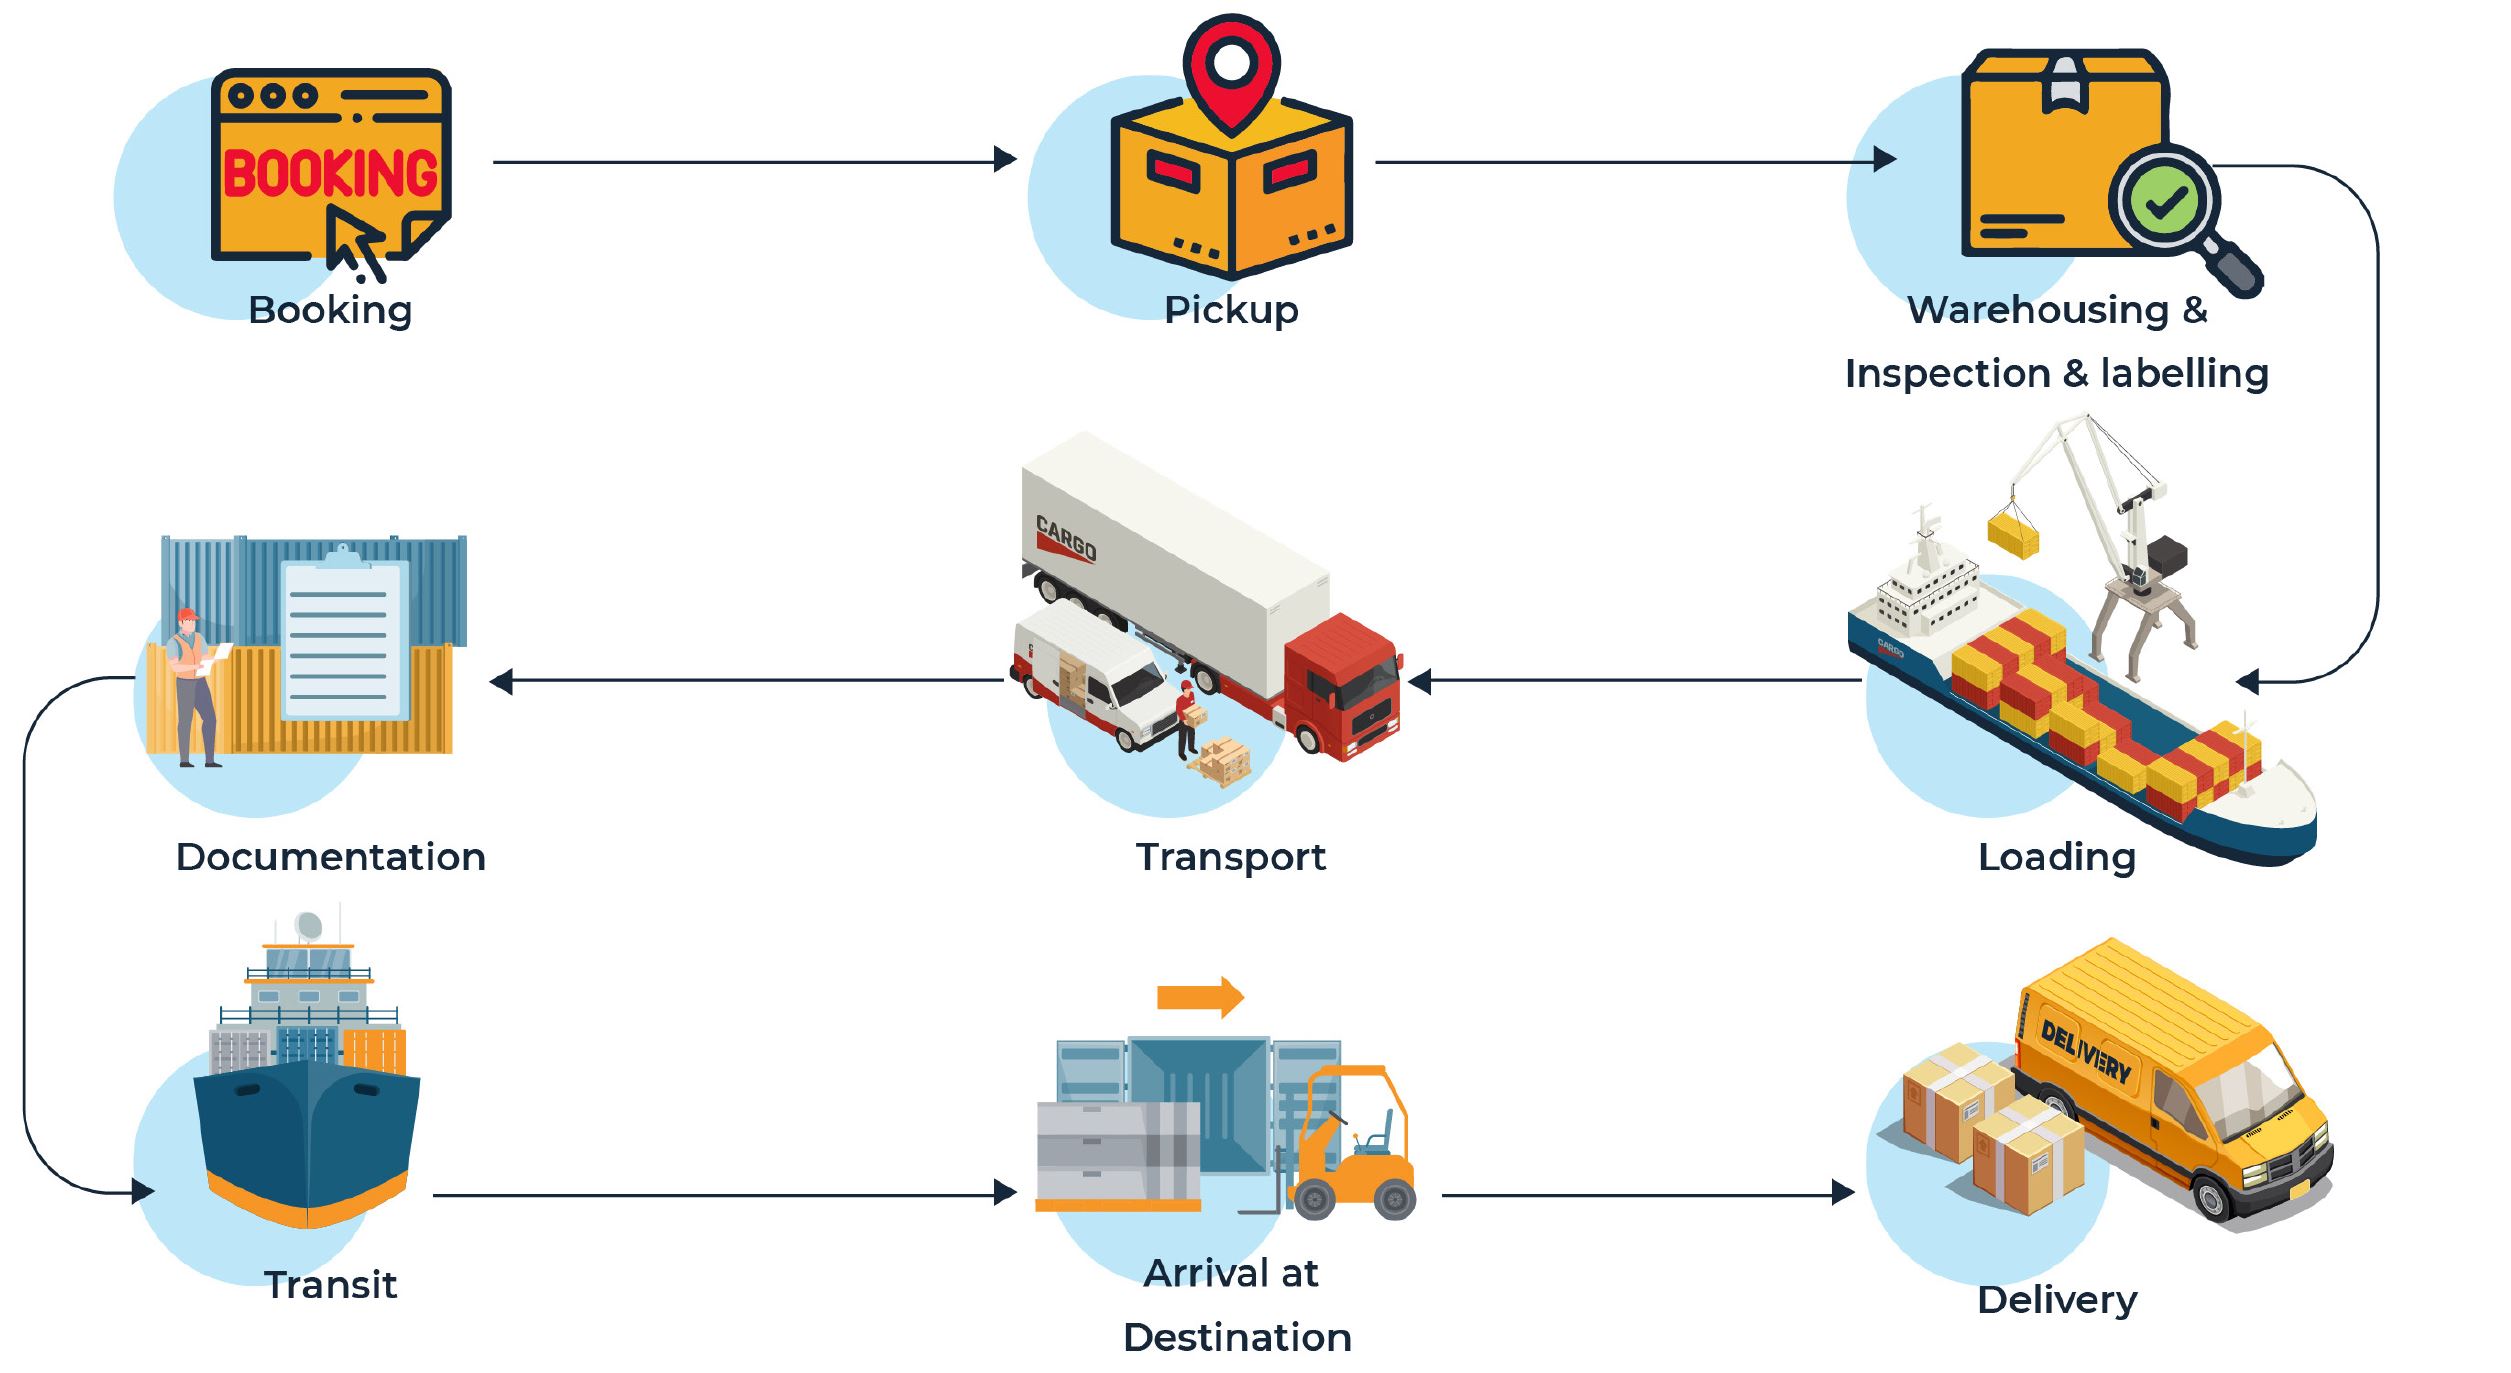 BOOKING
Booking
Pickup
Warehousing &
Inspection & labelling
CARGO
CARGO
Documentation
Transport
Loading
DELIVERY
Transit
Arrival at
Destination
Delivery